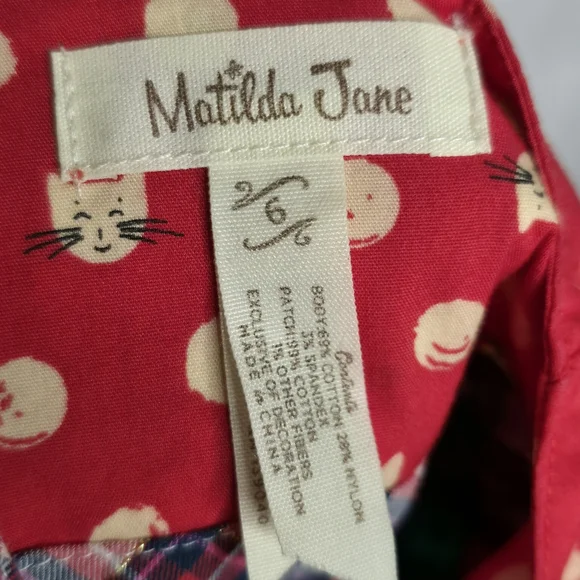 Matilda Jane
6
Contents
BODY:69% COTTON 28% NYLON
3% SPANDEX
PATCH:99% COTTON
1% OTHER FIBERS
EXCLUSIVE OF DECORATION
MADE in CHINA